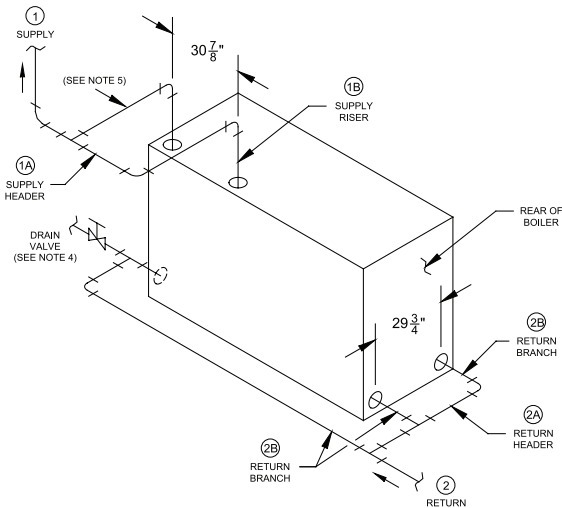 1
SUPPLY
30 7/8"
(SEE NOTE 5)
1B
SUPPLY
RISER
1A
SUPPLY
HEADER
REAR OF
BOILER
DRAIN
VALVE
(SEE NOTE 4)
29 3/4"
2B
RETURN
BRANCH
2A
RETURN
HEADER
2B
RETURN
BRANCH
2
RETURN